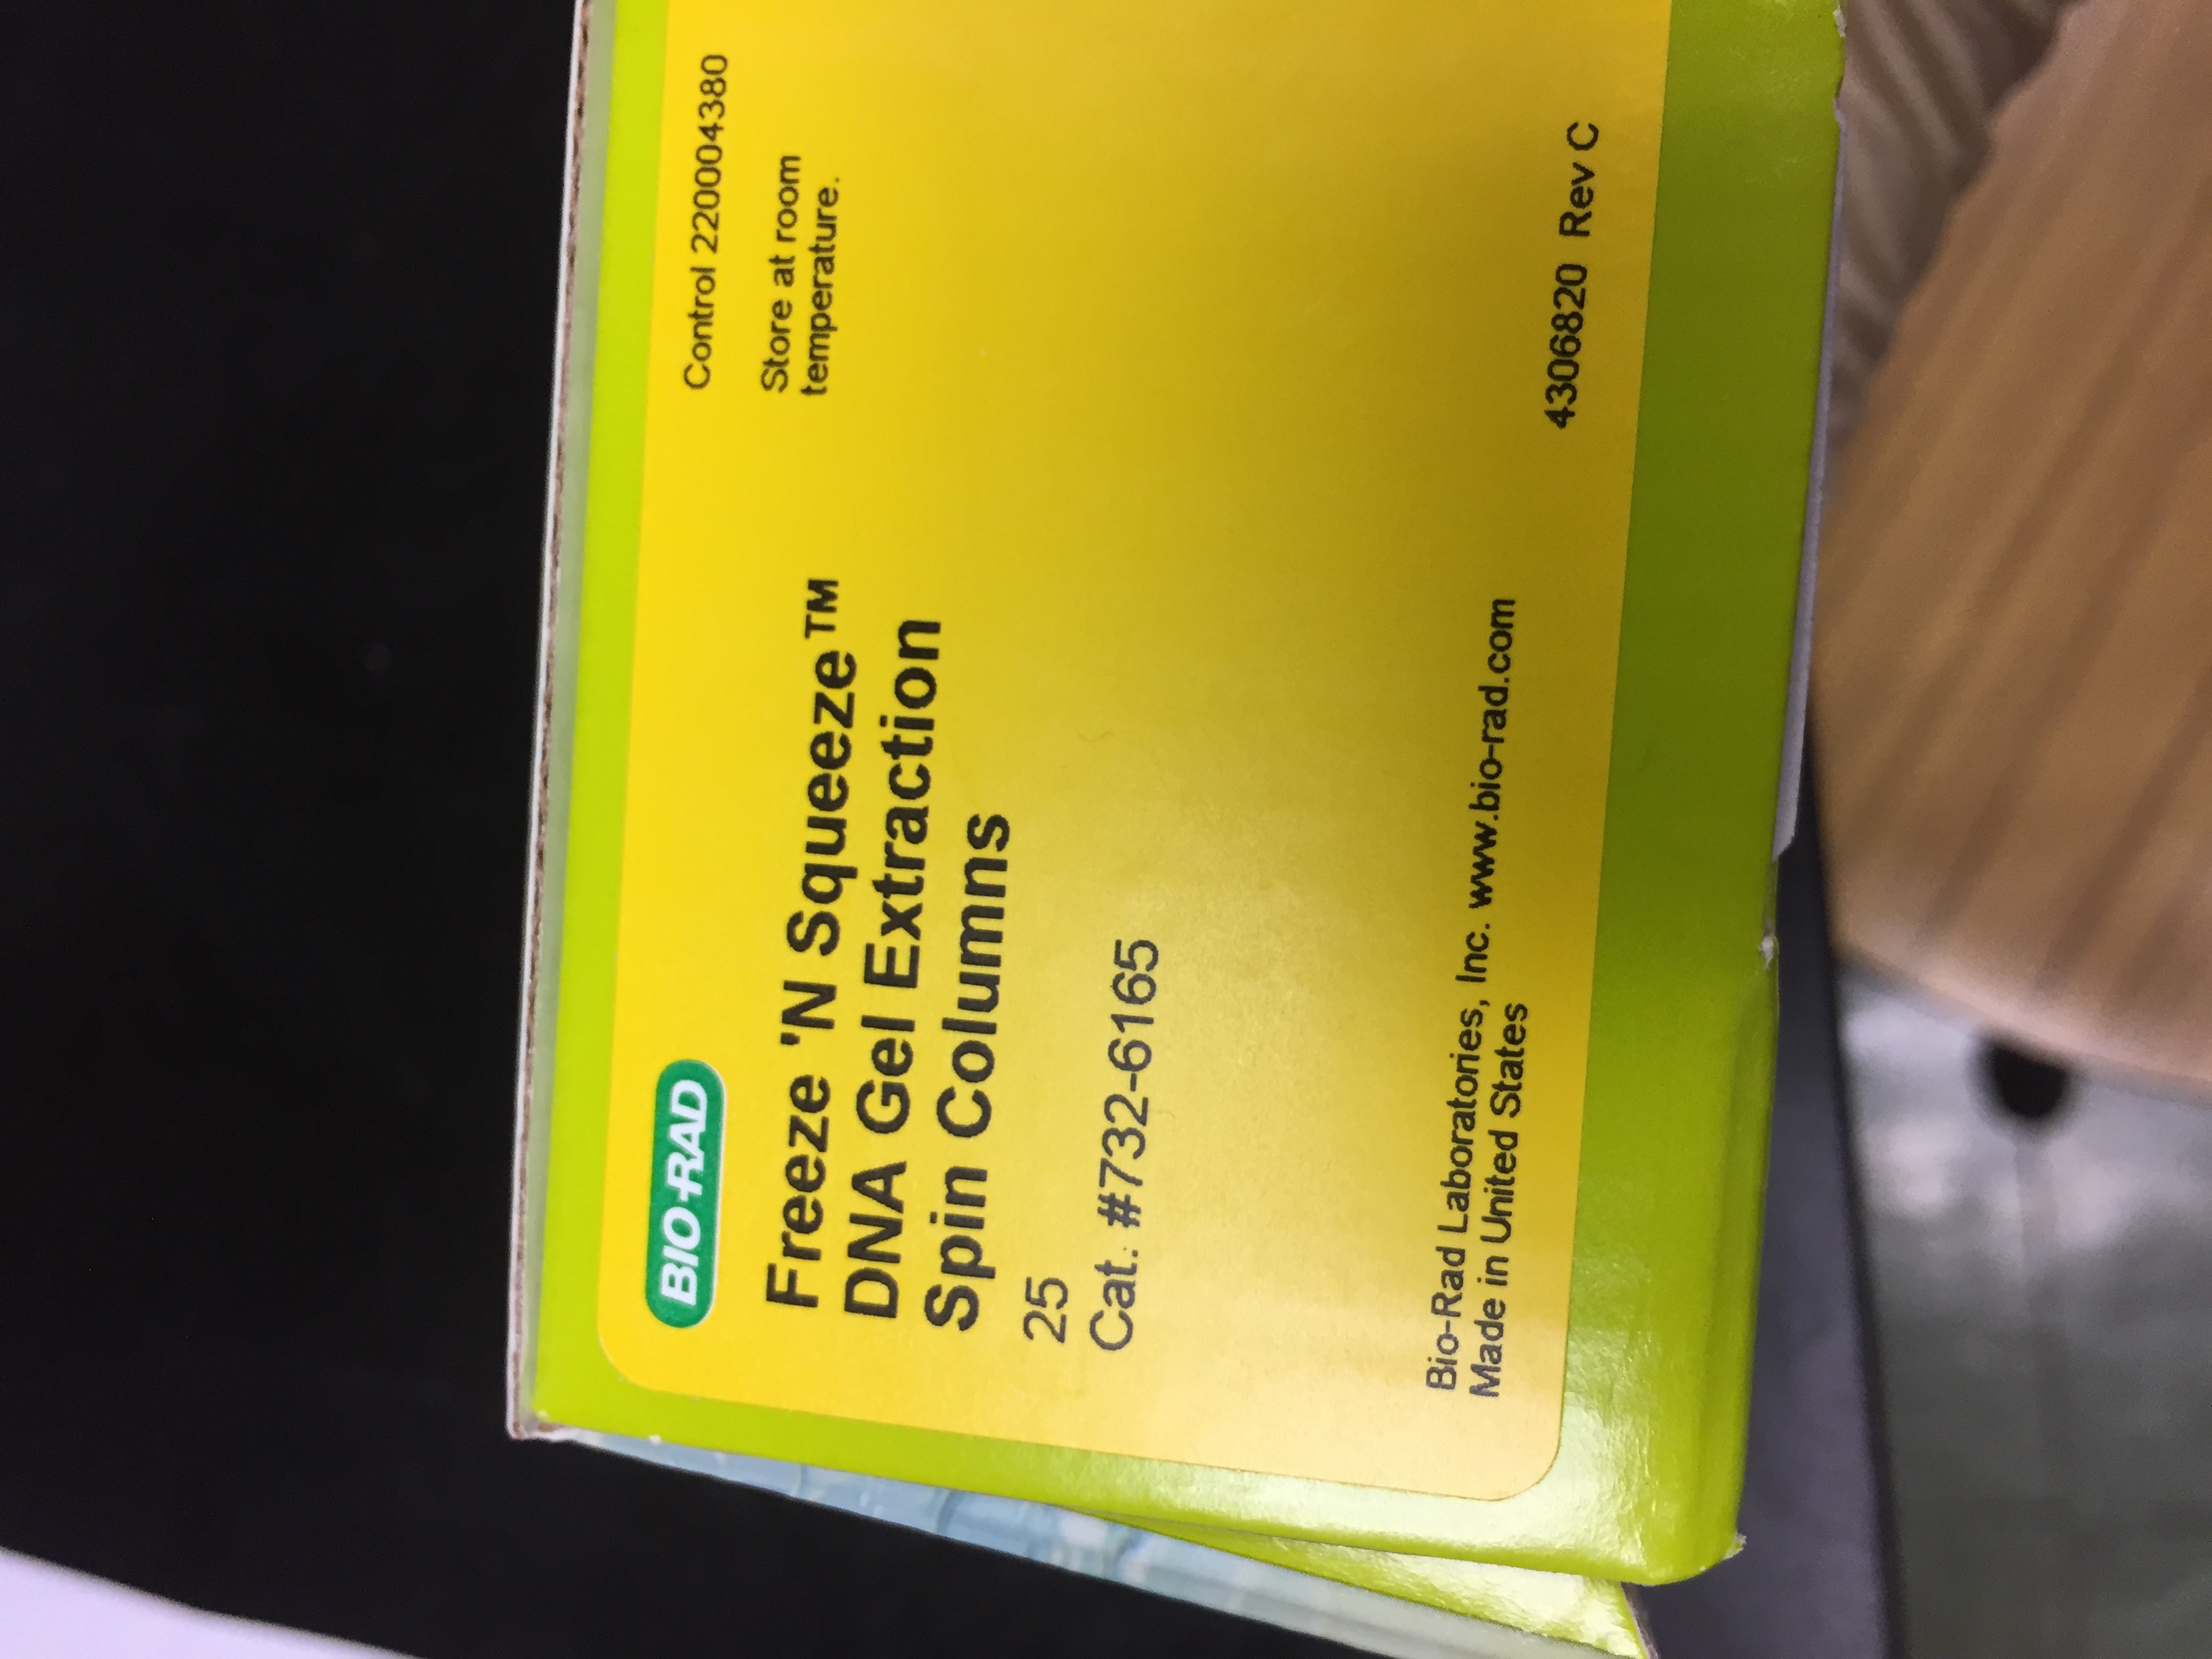 BIO-RAD
Control 220004380
Store at room
temperature.
Freeze 'N Squeeze™
DNA Gel Extraction
Spin Columns
25
Cat. #732-6165
Bio-Rad Laboratories, Inc. www.bio-rad.com
Made in United States
4306820 Rev C